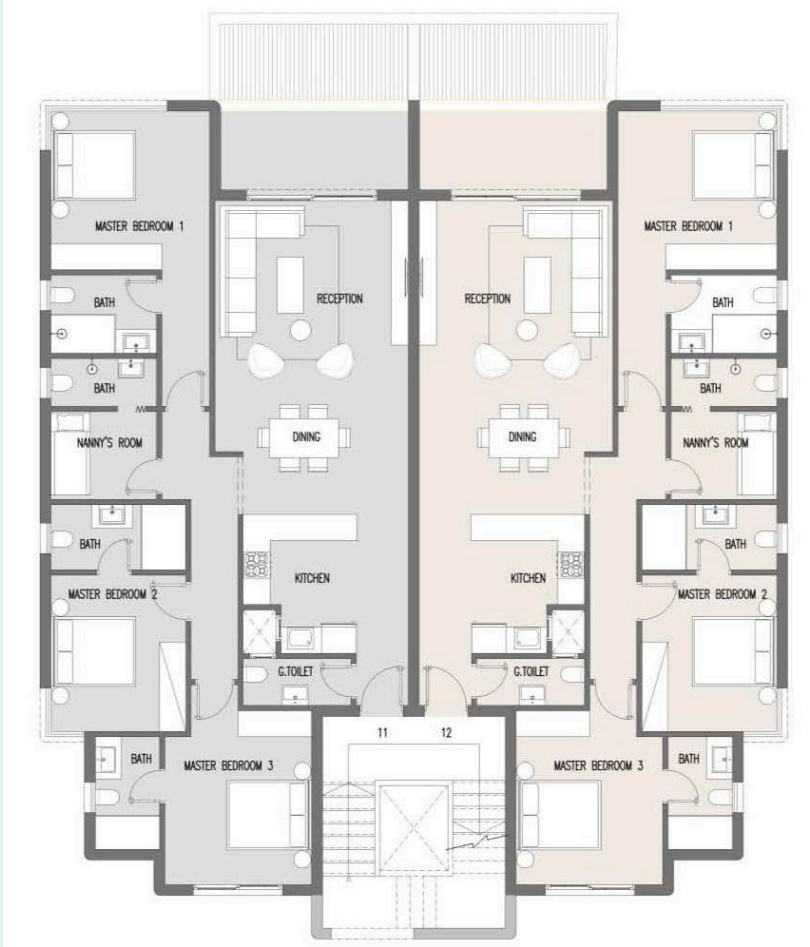 MASTER BEDROOM 1
MASTER BEDROOM 1
RECEPTION
RECEPTION
BATH
BATH
BATH
BATH
NANNY'S ROOM
DINING
DINING
NANNY'S ROOM
BATH
BATH
KITCHEN
KITCHEN
MASTER BEDROOM 2
MASTER BEDROOM 2
G.TOILET
G.TOILET
11
12
BATH
MASTER BEDROOM 3
MASTER BEDROOM 3
BATH